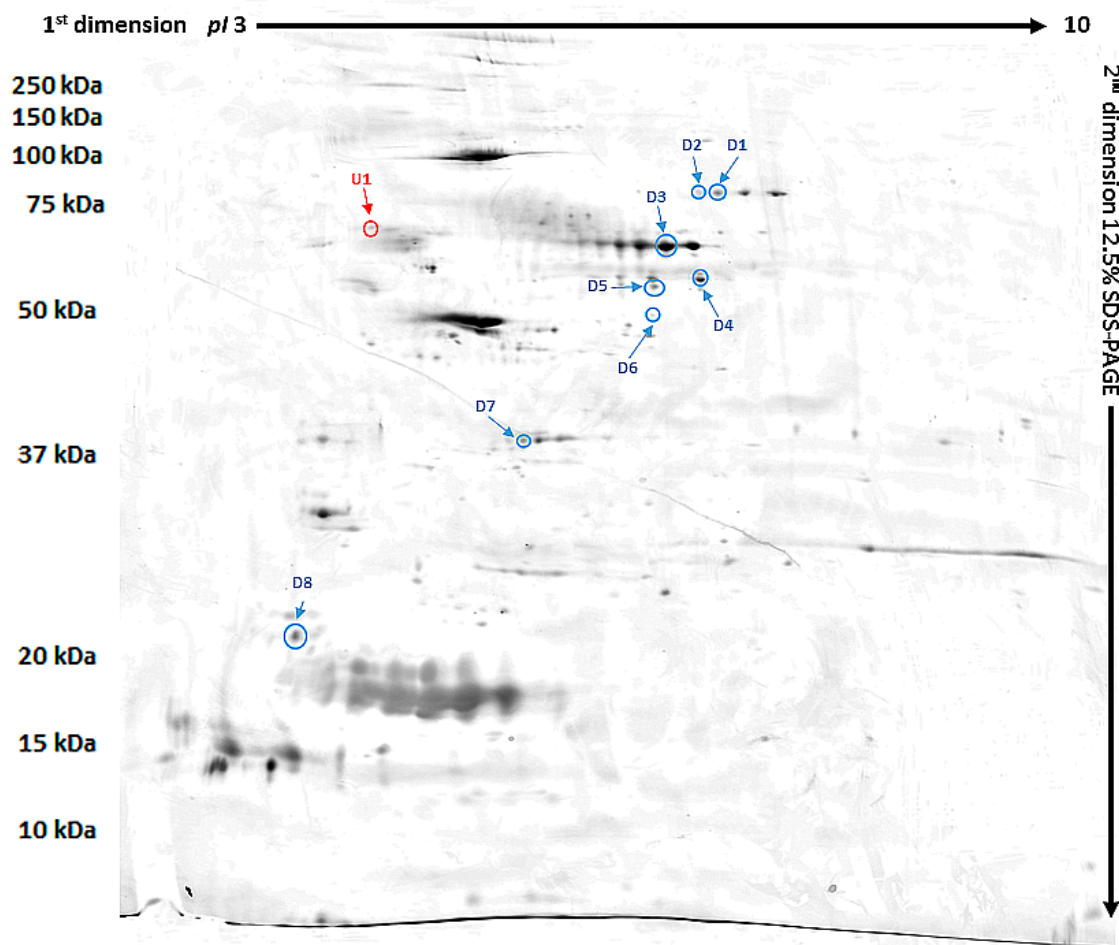 1st dimension pI 3
10
250 kDa
150 kDa
100 kDa
75 kDa
50 kDa
37 kDa
20 kDa
15 kDa
10 kDa
2nd dimension 12.5% SDS-PAGE
U1
D2
D1
D3
D5
D4
D6
D7
D8